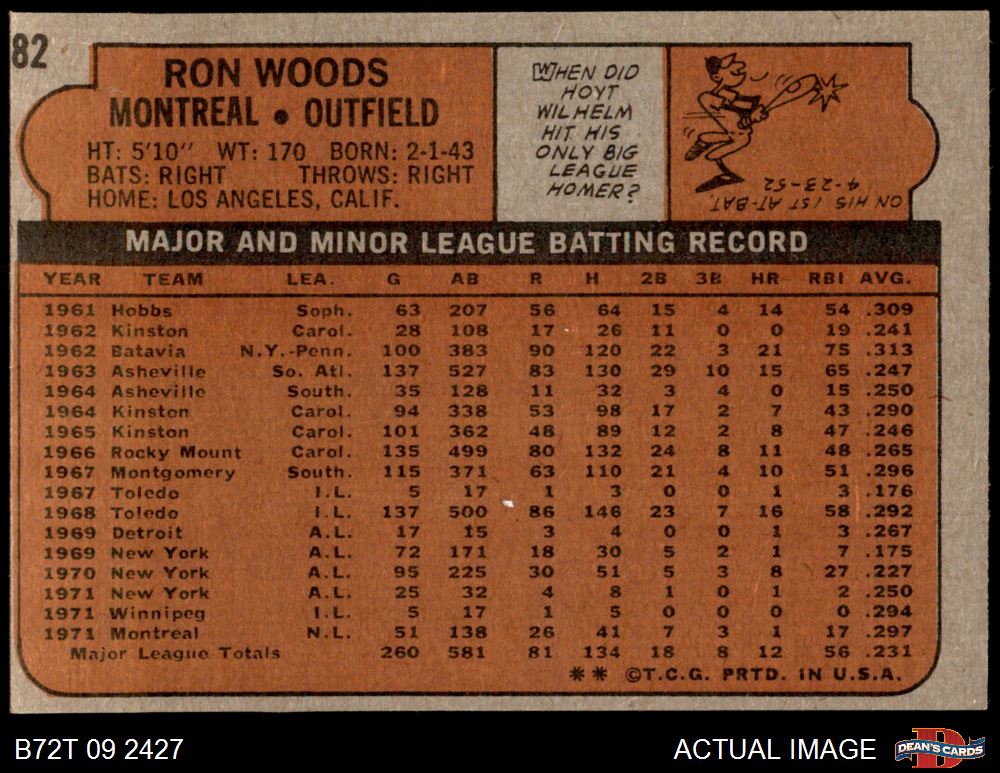 82
RON WOODS
MONTREAL • OUTFIELD
HT: 5'10" WT: 170 BORN: 2-1-43
BATS: RIGHT THROWS: RIGHT
HOME: LOS ANGELES, CALIF.
WHEN DID
HOYT
WILHELM
HIT HIS
ONLY BIG
LEAGUE
HOMER?
ON HIS 1ST AT-BAT,
4-23-52
MAJOR AND MINOR LEAGUE BATTING RECORD
YEAR TEAM LEA. G AB R H 2B 3B HR RBI AVG.
1961 Hobbs Soph. 63 207 56 64 15 4 14 54 .309
1962 Kinston Carol. 28 108 17 26 11 0 0 19 .241
1962 Batavia N.Y.-Penn. 100 383 90 120 22 3 21 75 .313
1963 Asheville So. Atl. 137 527 83 130 29 10 15 65 .247
1964 Asheville South. 35 128 11 32 3 4 0 15 .250
1964 Kinston Carol. 94 338 53 98 17 2 7 43 .290
1965 Kinston Carol. 101 362 48 89 12 2 8 47 .246
1966 Rocky Mount Carol. 135 499 80 132 24 8 11 48 .265
1967 Montgomery South. 115 371 63 110 21 4 10 51 .296
1967 Toledo I.L. 5 17 1 3 0 0 1 3 .176
1968 Toledo I.L. 137 500 86 146 23 7 16 58 .292
1969 Detroit A.L. 17 15 3 4 0 0 1 3 .267
1969 New York A.L. 72 171 18 30 5 2 1 7 .175
1970 New York A.L. 95 225 30 51 5 3 8 27 .227
1971 New York A.L. 25 32 4 8 1 0 1 2 .250
1971 Winnipeg I.L. 5 17 1 5 0 0 0 0 .294
1971 Montreal N.L. 51 138 26 41 7 3 1 17 .297
Major League Totals 260 581 81 134 18 8 12 56 .231
** ©T.C.G. PRTD. IN U.S.A.
B72T 09 2427
ACTUAL IMAGE
D
DEAN'S CARDS